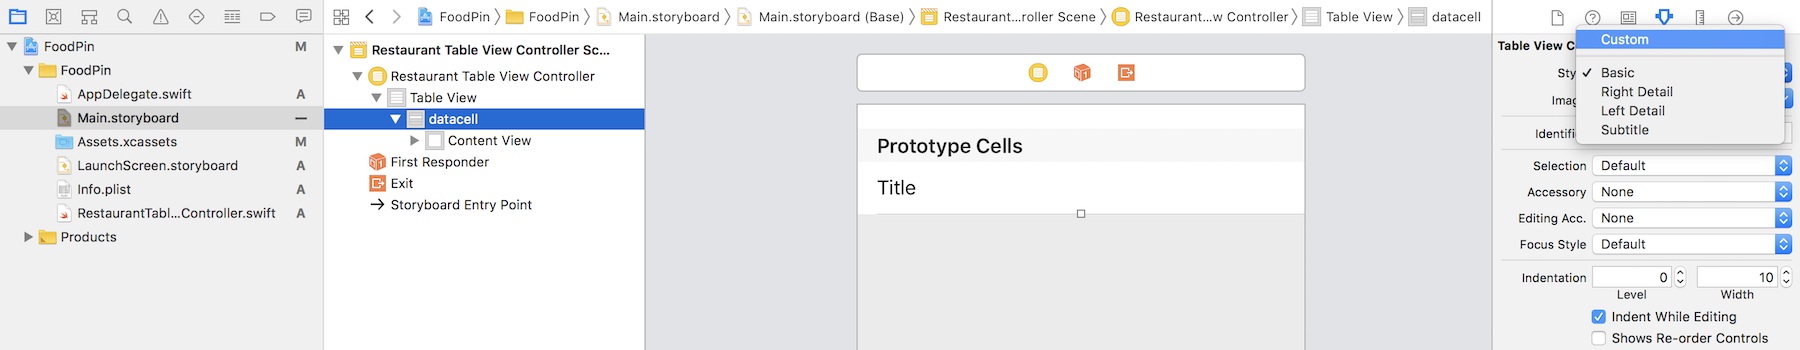 FoodPin
FoodPin
Main.storyboard
Main.storyboard (Base)
Restaurant...roller Scene
Restaurant...w Controller
Table View
datacell
FoodPin M
FoodPin
AppDelegate.swift A
Main.storyboard —
Assets.xcassets M
LaunchScreen.storyboard A
Info.plist A
RestaurantTabl...Controller.swift A
Products
Restaurant Table View Controller Sc...
Restaurant Table View Controller
Table View
datacell
Content View
First Responder
Exit
Storyboard Entry Point
Prototype Cells
Title
Table View C
Custom
✓ Basic
Right Detail
Left Detail
Subtitle
Selection Default
Accessory None
Editing Acc. None
Focus Style Default
Indentation 0 10
Level Width
Indent While Editing
Shows Re-order Controls